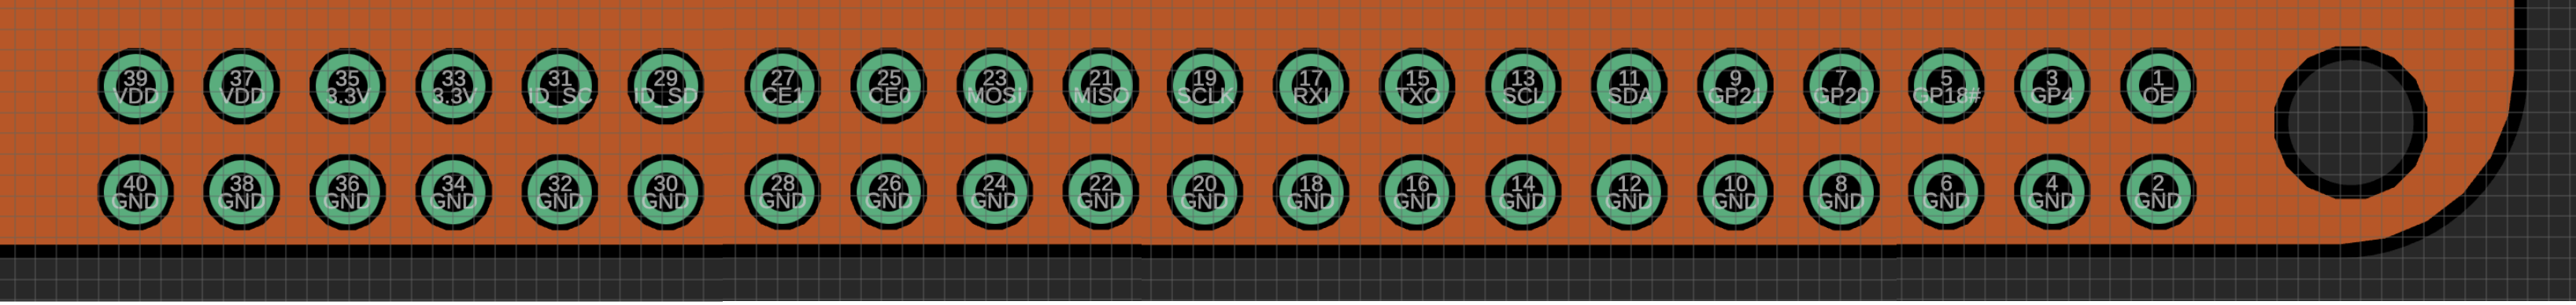 39 37 35 33 31 29 27 25 23 21 19 17 15 13 11 9 7 5 3 1
VDD VDD 3.3V 3.3V ID_SC ID_SD CE1 CE0 MOSI MISO SCLK RXI TXO SCL SDA GP21 GP20 GP18# GP4 OE
40 38 36 34 32 30 28 26 24 22 20 18 16 14 12 10 8 6 4 2
GND GND GND GND GND GND GND GND GND GND GND GND GND GND GND GND GND GND GND GND